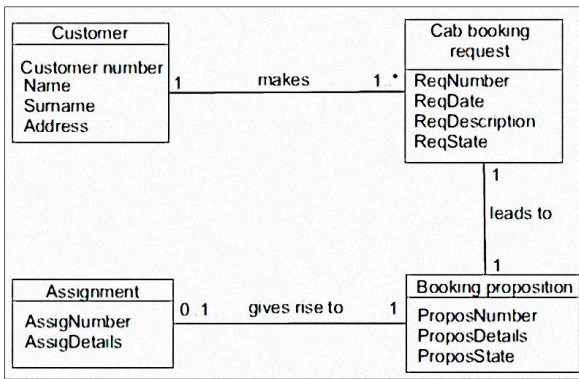 Customer
Customer number
Name
Surname
Address
1 makes 1..*
Cab booking
request
ReqNumber
ReqDate
ReqDescription
ReqState
1
leads to
1
Assignment
AssigNumber
AssigDetails
0..1 gives rise to 1
Booking proposition
ProposNumber
ProposDetails
ProposState